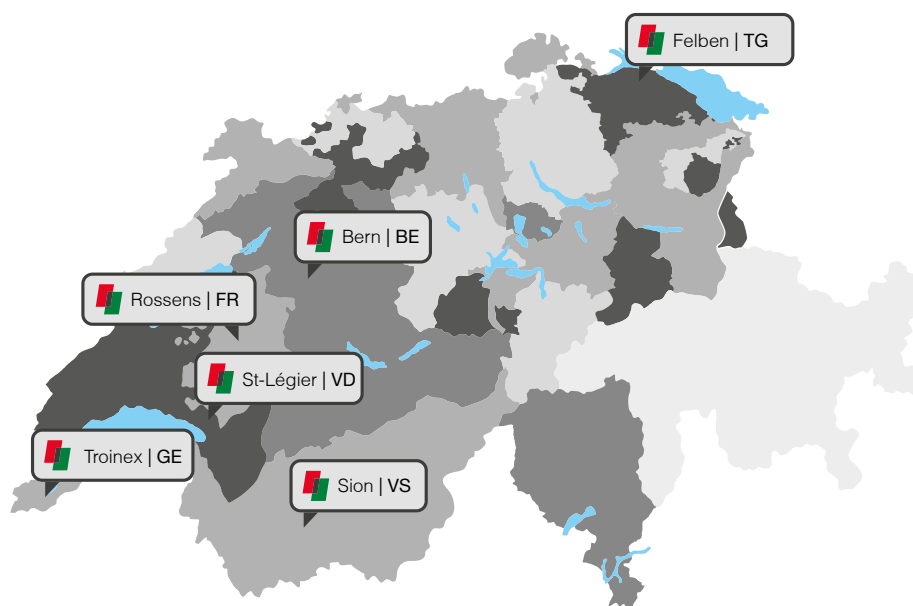 Felben | TG
Bern | BE
Rossens | FR
St-Légier | VD
Troinex | GE
Sion | VS